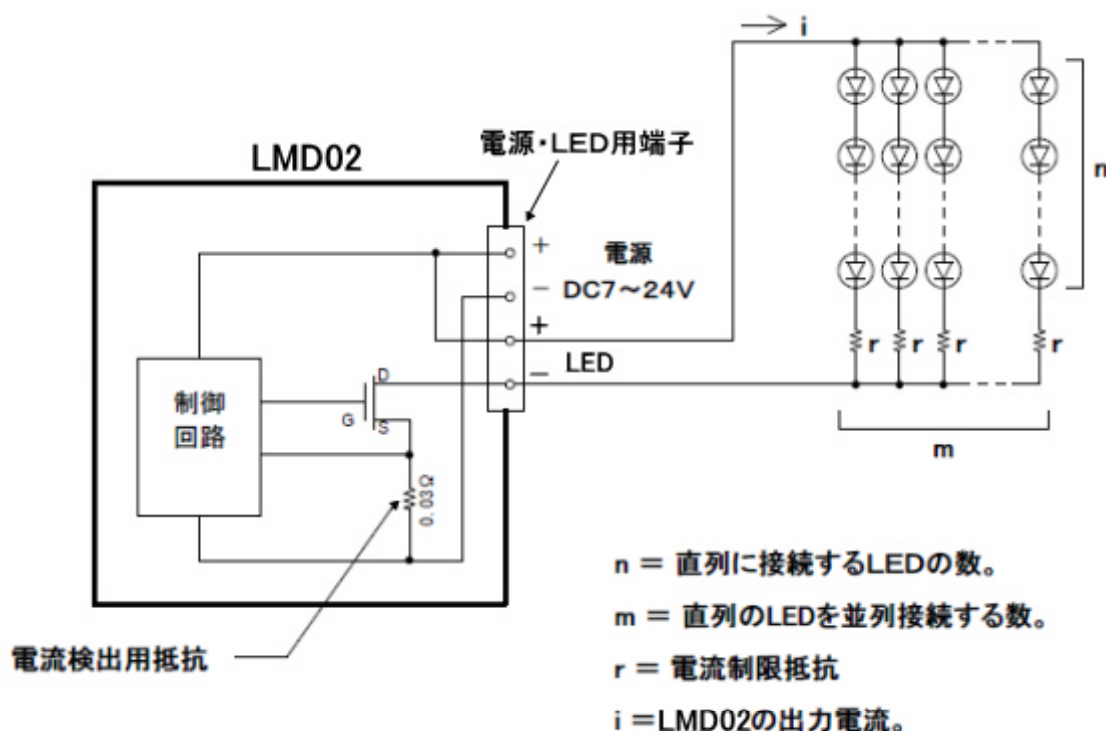 i
電源・LED用端子
LMD02
n
+
電源
−
DC7～24V
+
LED
−
r r r r
D
G
S
制御
回路
0.03Ω
m
電流検出用抵抗
n = 直列に接続するLEDの数。
m = 直列のLEDを並列接続する数。
r = 電流制限抵抗
i =LMD02の出力電流。